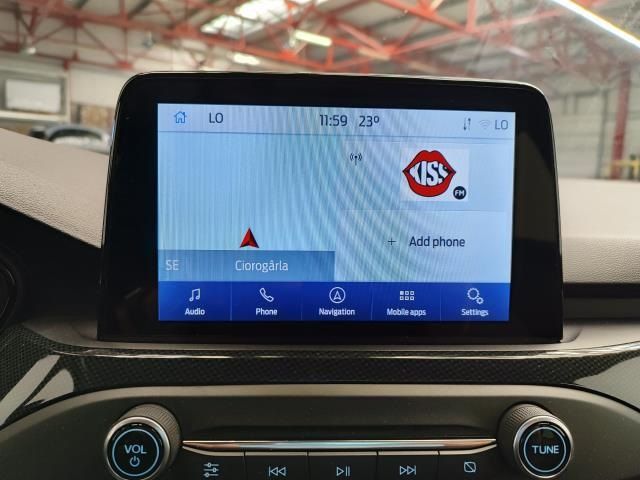 LO 11:59 23° LO
KISS
FM
+ Add phone
SE Ciorogârla
Audio Phone Navigation Mobile apps Settings
VOL TUNE